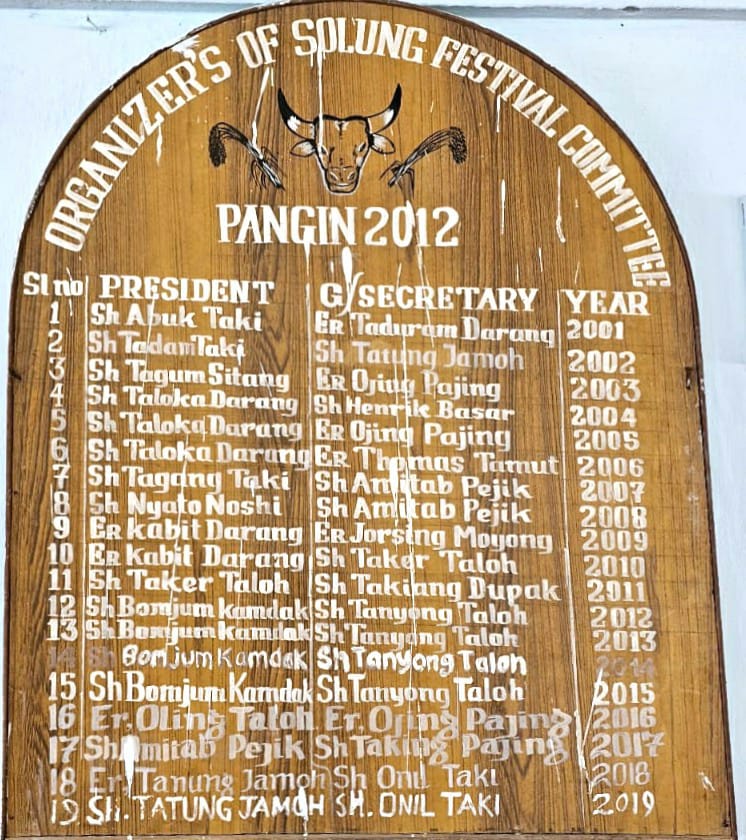 ORGANIZER'S OF SOLUNG FESTIVAL COMMITTEE
PANGIN 2012
Sl no PRESIDENT G/SECRETARY YEAR
1 Sh Abuk Taki Er Taduram Darang 2001
2 Sh Tadam Taki Sh Tatung Jamoh 2002
3 Sh Tagum Sitang Er Ojing Pajing 2003
4 Sh Taloka Darang Sh Henrik Basar 2004
5 Sh Taloka Darang Er Ojing Pajing 2005
6 Sh Taloka Darang Er Thomas Tamut 2006
7 Sh Tagang Taki Sh Amitab Pejik 2007
8 Sh Nyato Noshi Sh Amitab Pejik 2008
9 Er Kabit Darang Er Jorsing Moyong 2009
10 Er Kabit Darang Sh Taker Taloh 2010
11 Sh Taker Taloh Sh Takiang Dupak 2011
12 Sh Bomjum Kamdak Sh Tanyong Taloh 2012
13 Sh Bomjum Kamdak Sh Tanyong Taloh 2013
14 Sh Bomjum Kamdak Sh Tanyong Taloh 2014
15 Sh Bomjum Kamdak Sh Tanyong Taloh 2015
16 Er. Oling Taloh Er. Ojing Pajing 2016
17 Sh Amitab Pejik Sh Taking Pajing 2017
18 Er. Tanung Jamoh Sh Onil Taki 2018
19 SH. TATUNG JAMOH SH. ONIL TAKI 2019